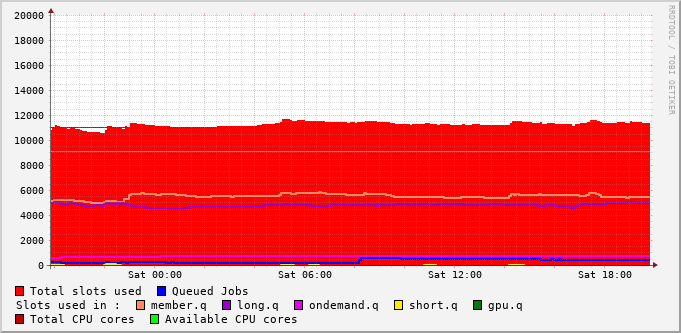 RRDTOOL / TOBI OETIKER
20000
18000
16000
14000
12000
10000
8000
6000
4000
2000
0
Sat 00:00 Sat 06:00 Sat 12:00 Sat 18:00
Total slots used Queued Jobs
Slots used in : member.q long.q ondemand.q short.q gpu.q
Total CPU cores Available CPU cores